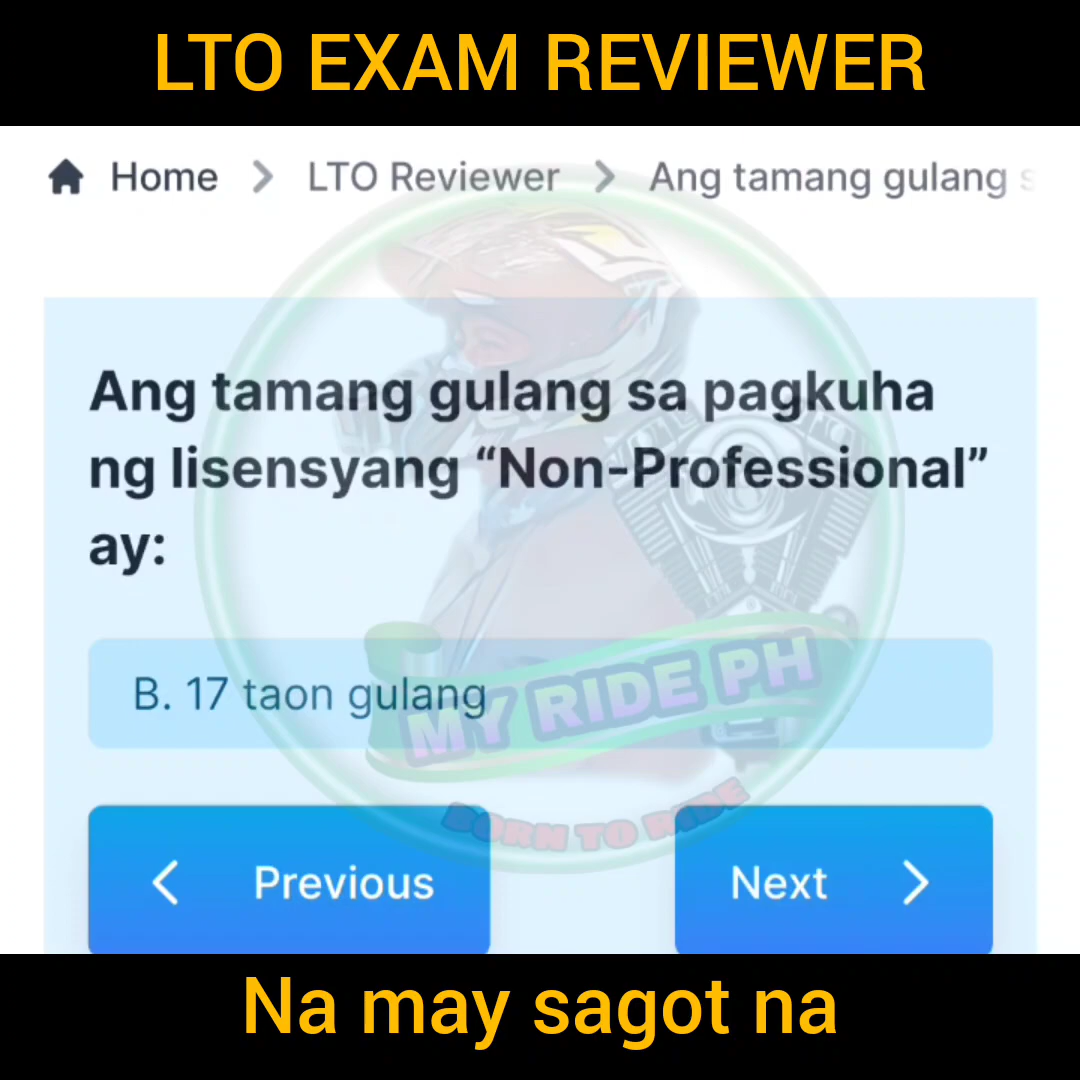 LTO EXAM REVIEWER
Home > LTO Reviewer > Ang tamang gulang s
Ang tamang gulang sa pagkuha
ng lisensyang “Non-Professional”
ay:
B. 17 taon gulang
MY RIDE PH
BORN TO RIDE
< Previous
Next >
Na may sagot na